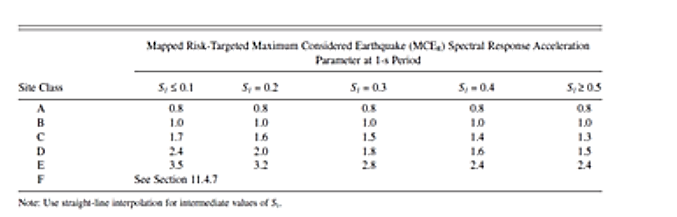 Mapped Risk-Targeted Maximum Considered Earthquake (MCE_R) Spectral Response Acceleration
Parameter at 1-s Period
Site Class S₁ ≤ 0.1 S₁ = 0.2 S₁ = 0.3 S₁ = 0.4 S₁ ≥ 0.5
A 0.8 0.8 0.8 0.8 0.8
B 1.0 1.0 1.0 1.0 1.0
C 1.7 1.6 1.5 1.4 1.3
D 2.4 2.0 1.8 1.6 1.5
E 3.5 3.2 2.8 2.4 2.4
F See Section 11.4.7
Note: Use straight-line interpolation for intermediate values of S₁.